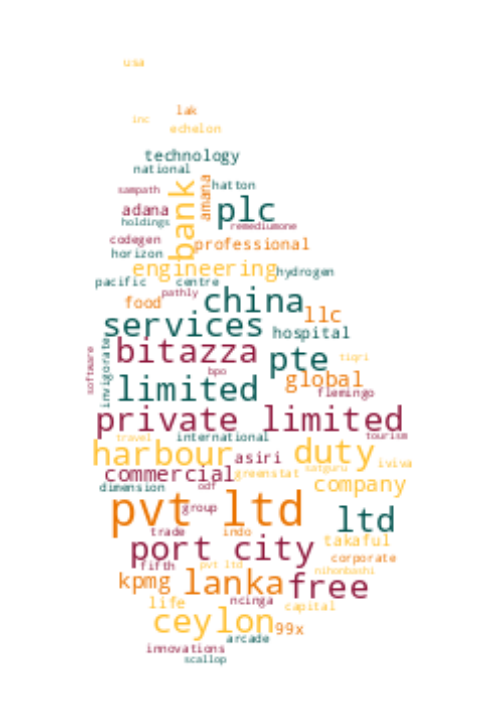 usa
lak
inc
echelon
technology
national
sampath
bank
amana
hatton
adana
plc
holdings
remediumone
codegen
professional
horizon
engineering
hydrogen
pacific
centre
pathly
food
china
llc
services
hospital
software
invigorate
bitazza
pte
tiqri
bpo
global
limited
flemingo
private limited
travel
international
tourism
harbour
duty
asiri
iviva
commercial
greenstat
satguru
company
dimension
odf
pvt ltd
group
ltd
trade
indo
takaful
port city
corporate
fifth
pvt ltd
nihonbashi
kpmg
lanka
free
life
ncinga
capital
ceylon
99x
arcade
innovations
scallop